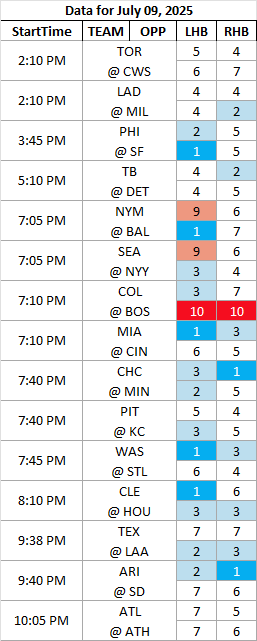 Data for July 09, 2025
StartTime TEAM OPP LHB RHB
2:10 PM
TOR 5 4
@ CWS 6 7
2:10 PM
LAD 4 4
@ MIL 4 2
3:45 PM
PHI 2 5
@ SF 1 5
5:10 PM
TB 4 2
@ DET 4 5
7:05 PM
NYM 9 6
@ BAL 1 7
7:05 PM
SEA 9 6
@ NYY 3 4
7:10 PM
COL 3 7
@ BOS 10 10
7:10 PM
MIA 1 3
@ CIN 6 5
7:40 PM
CHC 3 1
@ MIN 2 5
7:40 PM
PIT 5 4
@ KC 3 5
7:45 PM
WAS 1 3
@ STL 6 4
8:10 PM
CLE 1 6
@ HOU 3 3
9:38 PM
TEX 7 7
@ LAA 2 3
9:40 PM
ARI 2 1
@ SD 7 6
10:05 PM
ATL 7 5
@ ATH 7 6